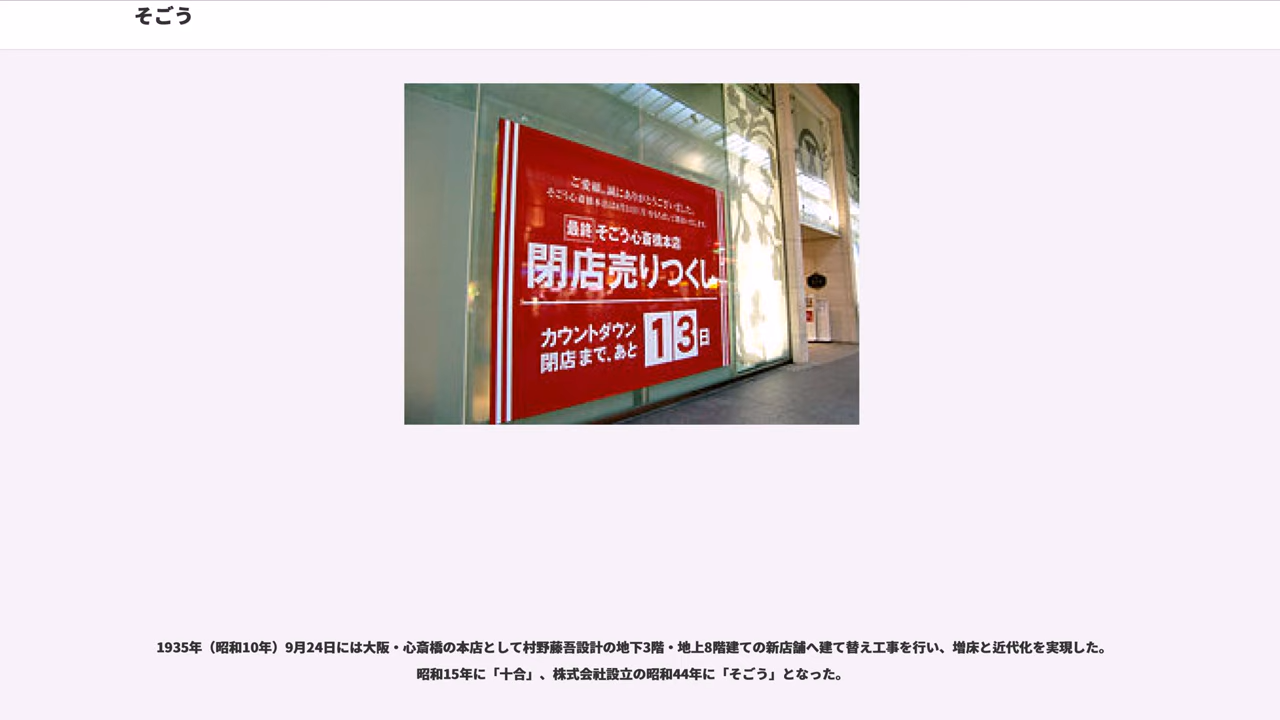 そごう
ご愛顧、誠にありがとうございました。
最終 そごう心斎橋本店
閉店売りつくし
カウントダウン
閉店まで、あと 13日
1935年（昭和10年）9月24日には大阪・心斎橋の本店として村野藤吾設計の地下3階・地上8階建ての新店舗へ建て替え工事を行い、増床と近代化を実現した。
昭和15年に「十合」、株式会社設立の昭和44年に「そごう」となった。